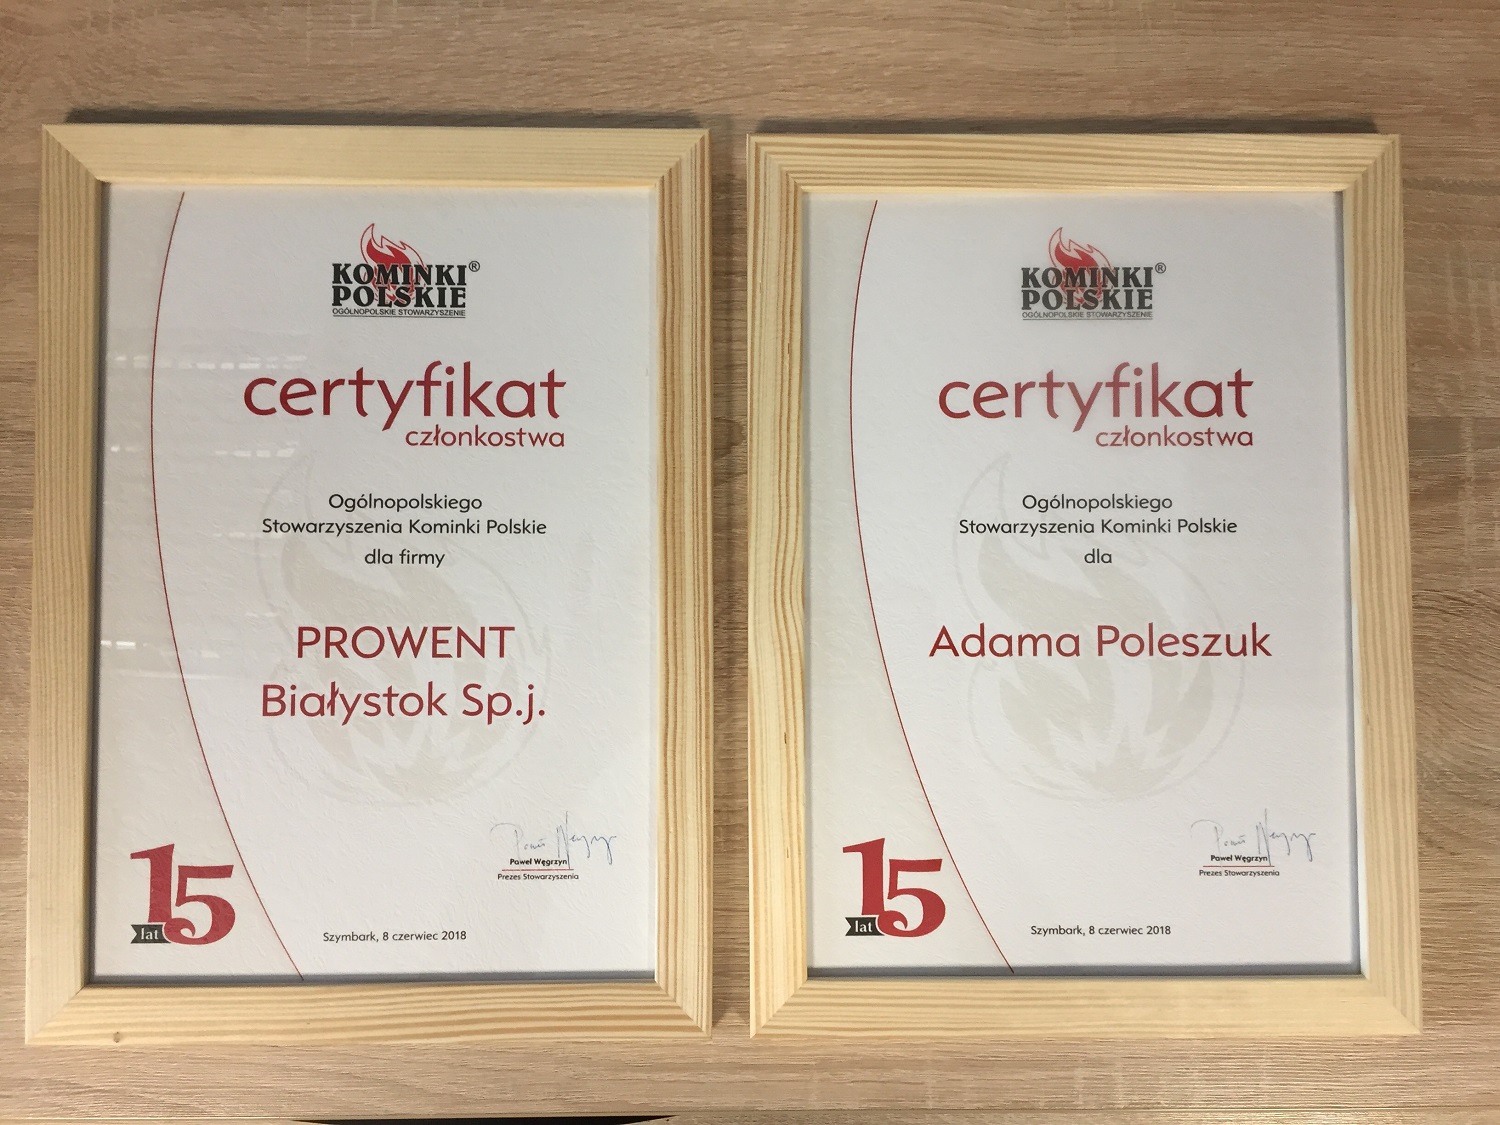 KOMINKI®
POLSKIE
OGÓLNOPOLSKIE STOWARZYSZENIE
certyfikat
członkostwa
Ogólnopolskiego
Stowarzyszenia Kominki Polskie
dla firmy
PROWENT
Białystok Sp.j.
Paweł Węgrzyn
Prezes Stowarzyszenia
15
lat
Szymbark, 8 czerwiec 2018
KOMINKI®
POLSKIE
OGÓLNOPOLSKIE STOWARZYSZENIE
certyfikat
członkostwa
Ogólnopolskiego
Stowarzyszenia Kominki Polskie
dla
Adama Poleszuk
Paweł Węgrzyn
Prezes Stowarzyszenia
15
lat
Szymbark, 8 czerwiec 2018